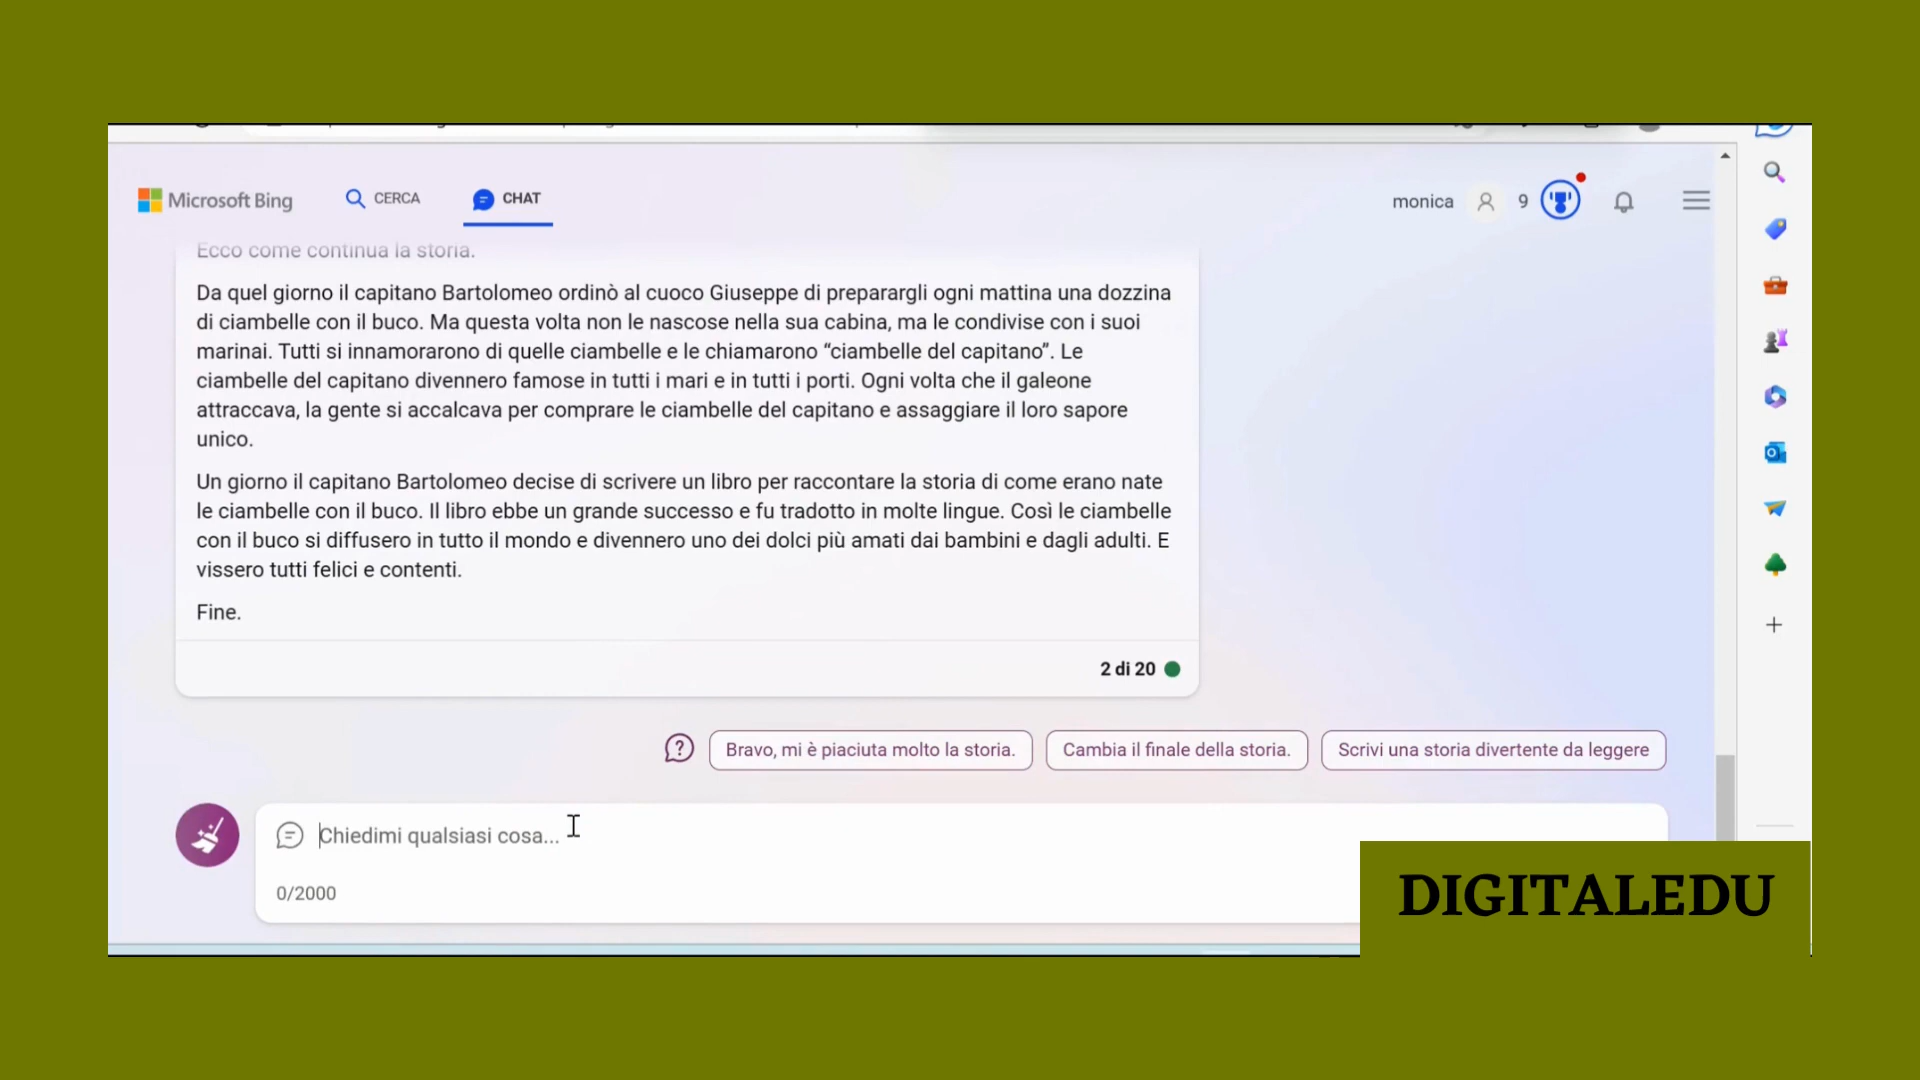 Microsoft Bing
CERCA
CHAT
monica
9
Ecco come continua la storia.
Da quel giorno il capitano Bartolomeo ordinò al cuoco Giuseppe di preparargli ogni mattina una dozzina
di ciambelle con il buco. Ma questa volta non le nascose nella sua cabina, ma le condivise con i suoi
marinai. Tutti si innamorarono di quelle ciambelle e le chiamarono “ciambelle del capitano”. Le
ciambelle del capitano divennero famose in tutti i mari e in tutti i porti. Ogni volta che il galeone
attraccava, la gente si accalcava per comprare le ciambelle del capitano e assaggiare il loro sapore
unico.
Un giorno il capitano Bartolomeo decise di scrivere un libro per raccontare la storia di come erano nate
le ciambelle con il buco. Il libro ebbe un grande successo e fu tradotto in molte lingue. Così le ciambelle
con il buco si diffusero in tutto il mondo e divennero uno dei dolci più amati dai bambini e dagli adulti. E
vissero tutti felici e contenti.
Fine.
2 di 20
Bravo, mi è piaciuta molto la storia.
Cambia il finale della storia.
Scrivi una storia divertente da leggere
Chiedimi qualsiasi cosa...
0/2000
DIGITALEDU